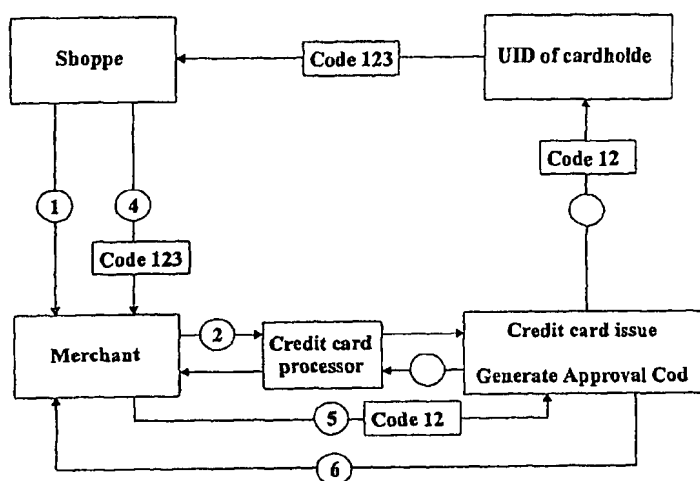 Shoppe
Code 123
UID of cardholde
Code 12
1
4
Code 123
Merchant
2
Credit card
processor
Credit card issue
Generate Approval Cod
5
Code 12
6